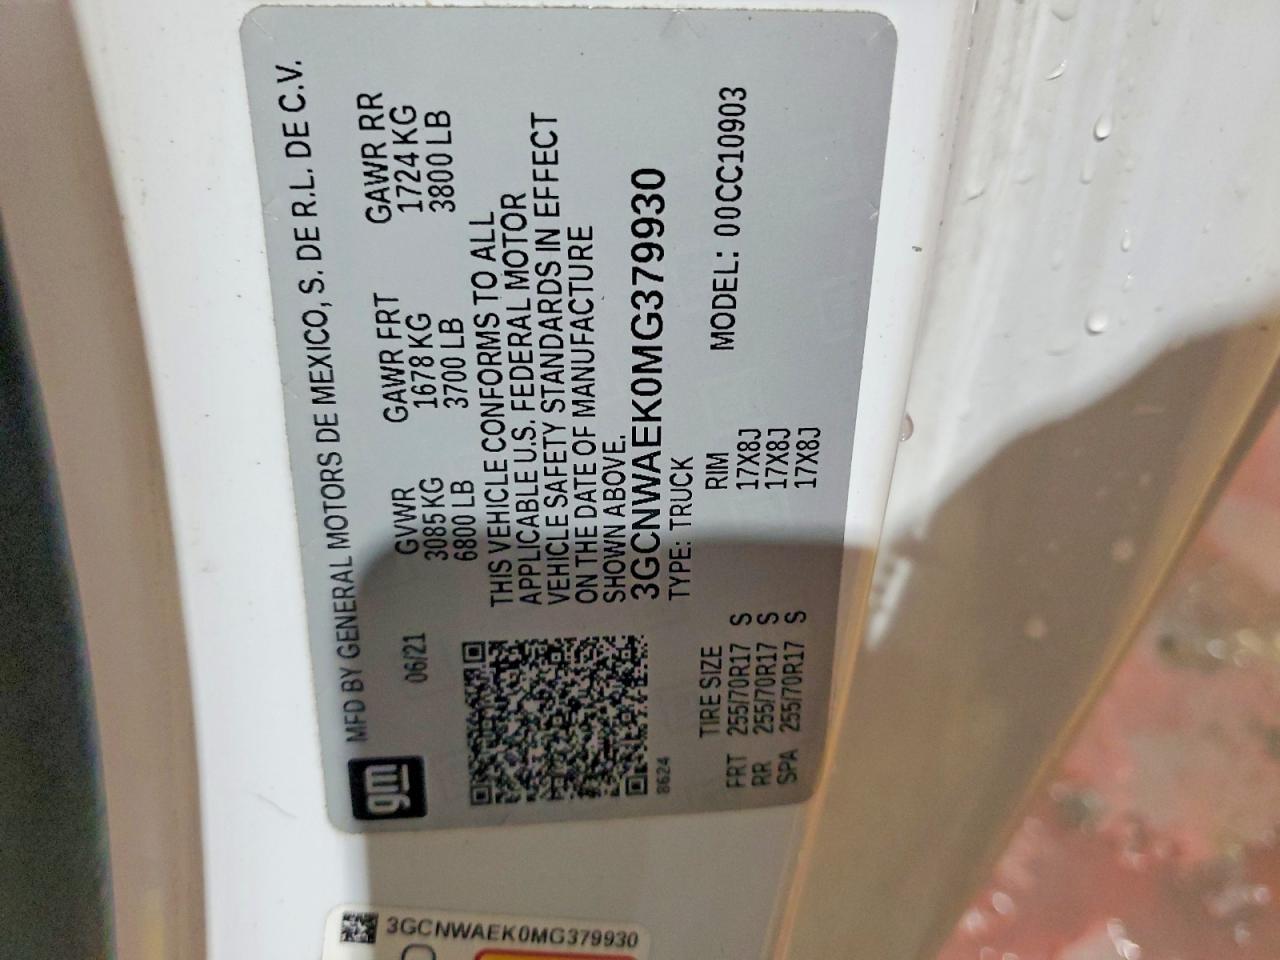 gm
MFD BY GENERAL MOTORS DE MEXICO, S. DE R.L. DE C.V.
06/21
GVWR GAWR FRT GAWR RR
3085 KG 1678 KG 1724 KG
6800 LB 3700 LB 3800 LB
THIS VEHICLE CONFORMS TO ALL
APPLICABLE U.S. FEDERAL MOTOR
VEHICLE SAFETY STANDARDS IN EFFECT
ON THE DATE OF MANUFACTURE
SHOWN ABOVE.
3GCNWAEK0MG379930
8624
TYPE: TRUCK
MODEL: 00CC10903
TIRE SIZE RIM
FRT 255/70R17 S 17X8J
RR 255/70R17 S 17X8J
SPA 255/70R17 S 17X8J
3GCNWAEK0MG379930